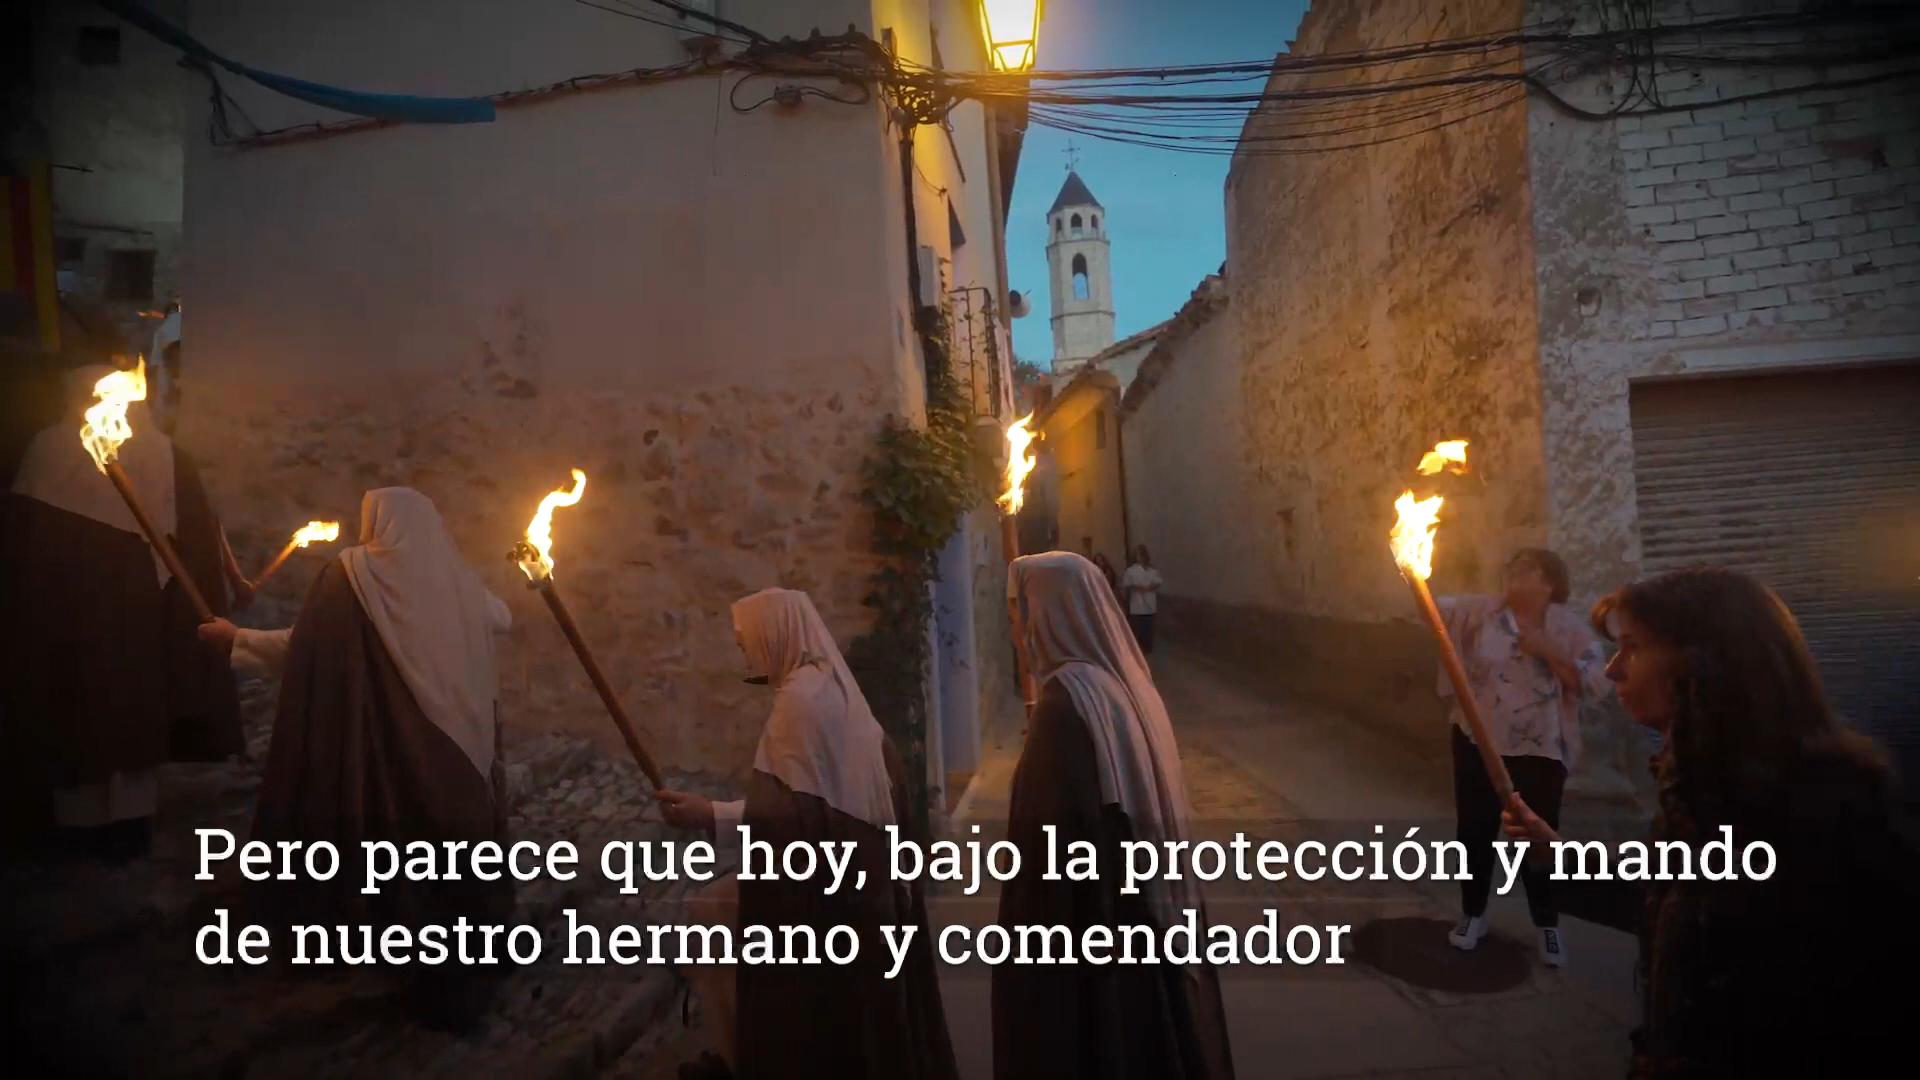 Pero parece que hoy, bajo la protección y mando
de nuestro hermano y comendador